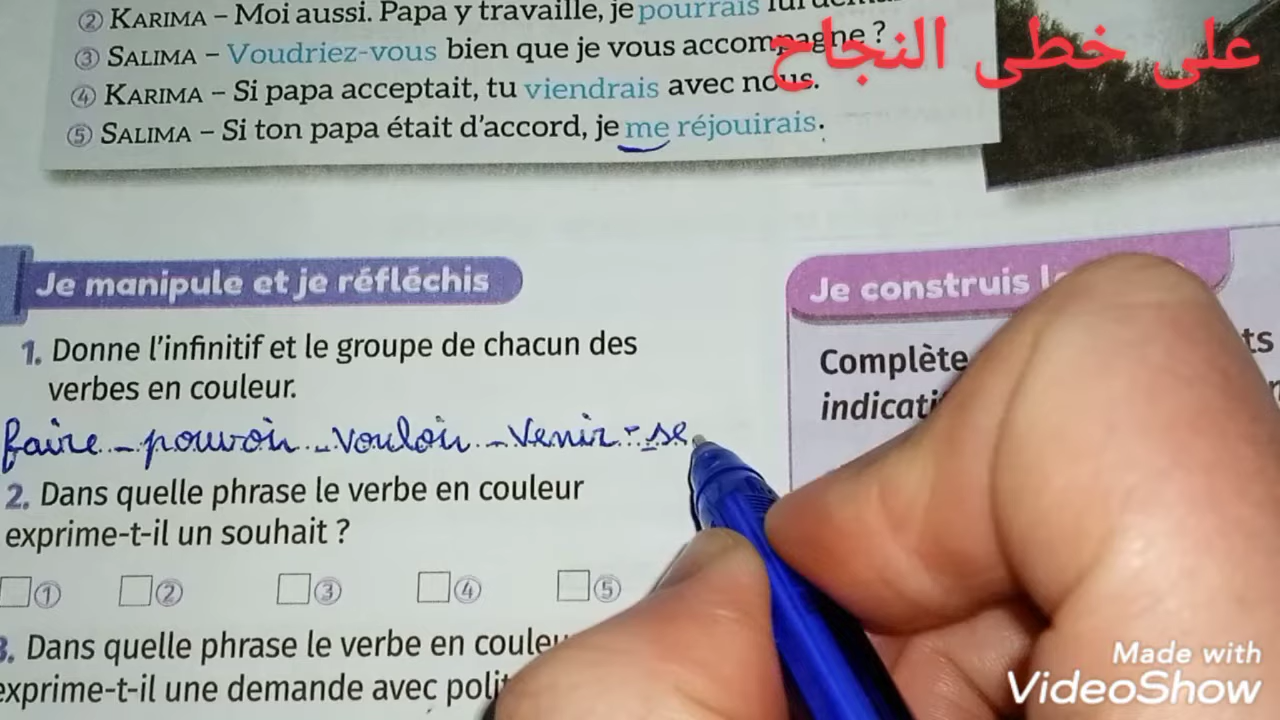 ② KARIMA – Moi aussi. Papa y travaille, je pourrais lui
③ SALIMA – Voudriez-vous bien que je vous accompagne ?
④ KARIMA – Si papa acceptait, tu viendrais avec nous.
⑤ SALIMA – Si ton papa était d'accord, je me réjouirais.
على خطى النجاح
Je manipule et je réfléchis
1. Donne l'infinitif et le groupe de chacun des
verbes en couleur.
faire - pouvoir - vouloir - venir - se
2. Dans quelle phrase le verbe en couleur
exprime-t-il un souhait ?
① ② ③ ④ ⑤
3. Dans quelle phrase le verbe en
exprime-t-il une demande avec
Je construis
Complète
Made with
VideoShow